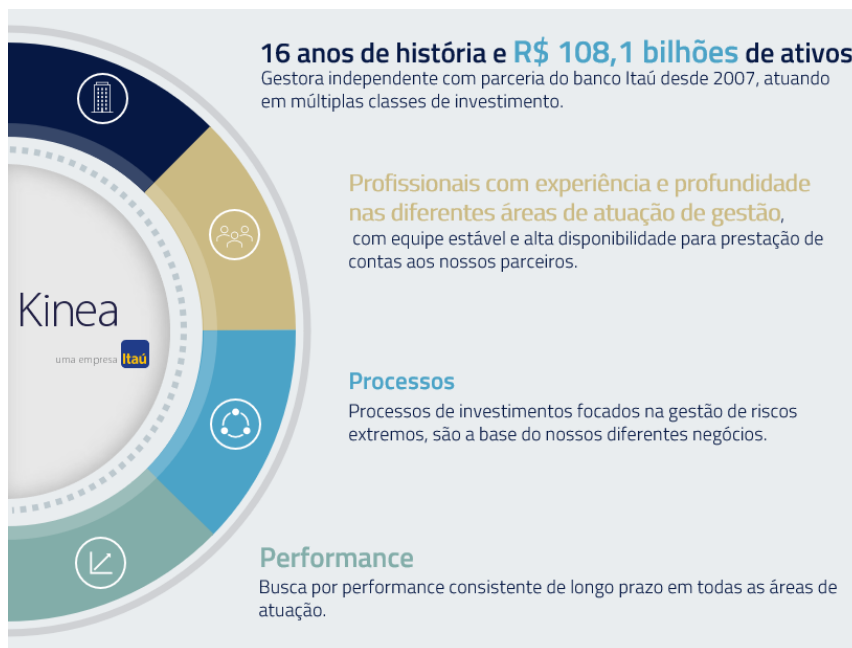 16 anos de história e R$ 108,1 bilhões de ativos
Gestora independente com parceria do banco Itaú desde 2007, atuando
em múltiplas classes de investimento.
Profissionais com experiência e profundidade
nas diferentes áreas de atuação de gestão,
com equipe estável e alta disponibilidade para prestação de
contas aos nossos parceiros.
Kinea
uma empresa Itaú
Processos
Processos de investimentos focados na gestão de riscos
extremos, são a base do nossos diferentes negócios.
Performance
Busca por performance consistente de longo prazo em todas as áreas de
atuação.